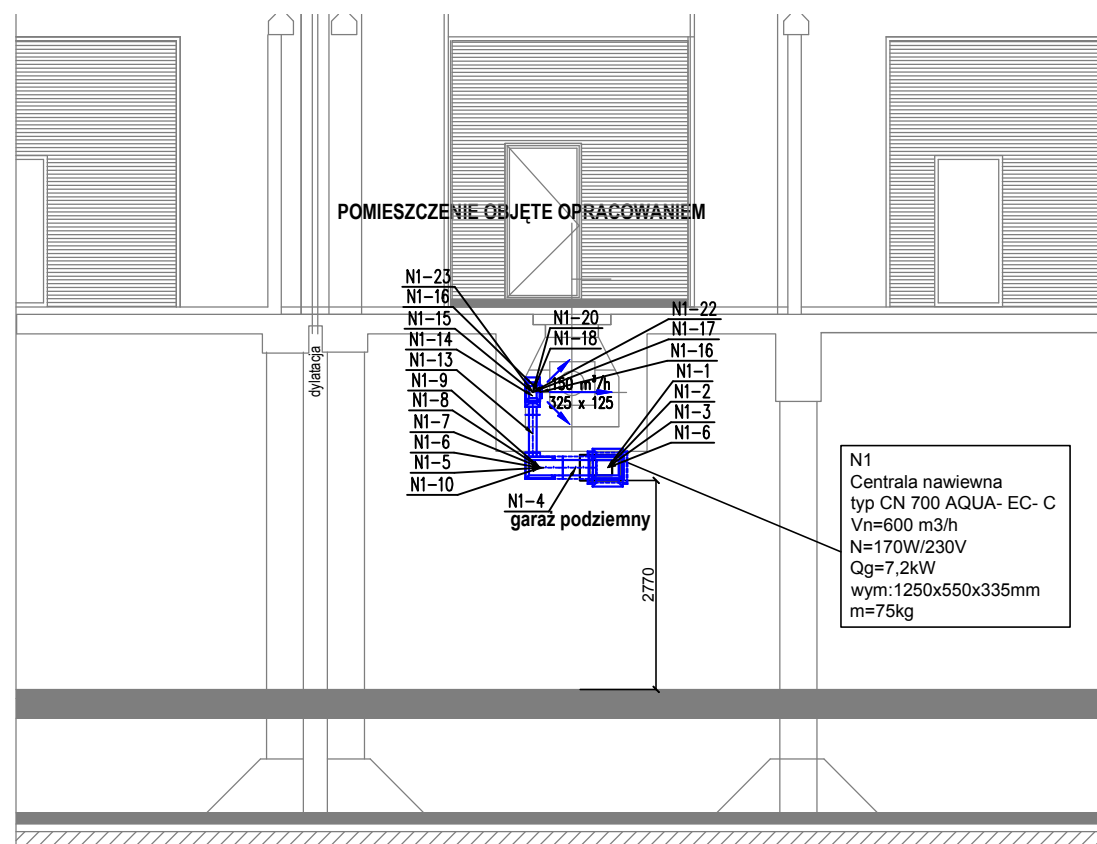 POMIESZCZENIE OBJĘTE OPRACOWANIEM
N1-23
N1-16
N1-15
N1-14
N1-13
N1-9
N1-8
N1-7
N1-6
N1-5
N1-10
N1-20
N1-18
N1-22
N1-17
N1-16
N1-1
N1-2
N1-3
N1-6
150 m³/h
325 x 125
dylatacja
N1-4
garaż podziemny
2770
N1
Centrala nawiewna
typ CN 700 AQUA- EC- C
Vn=600 m3/h
N=170W/230V
Qg=7,2kW
wym:1250x550x335mm
m=75kg